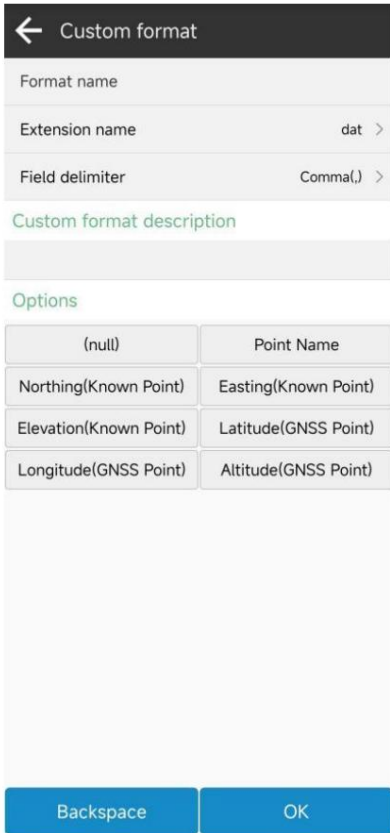 Custom format
Format name
Extension name dat
Field delimiter Comma(,)
Custom format description
Options
(null) Point Name
Northing(Known Point) Easting(Known Point)
Elevation(Known Point) Latitude(GNSS Point)
Longitude(GNSS Point) Altitude(GNSS Point)
Backspace OK